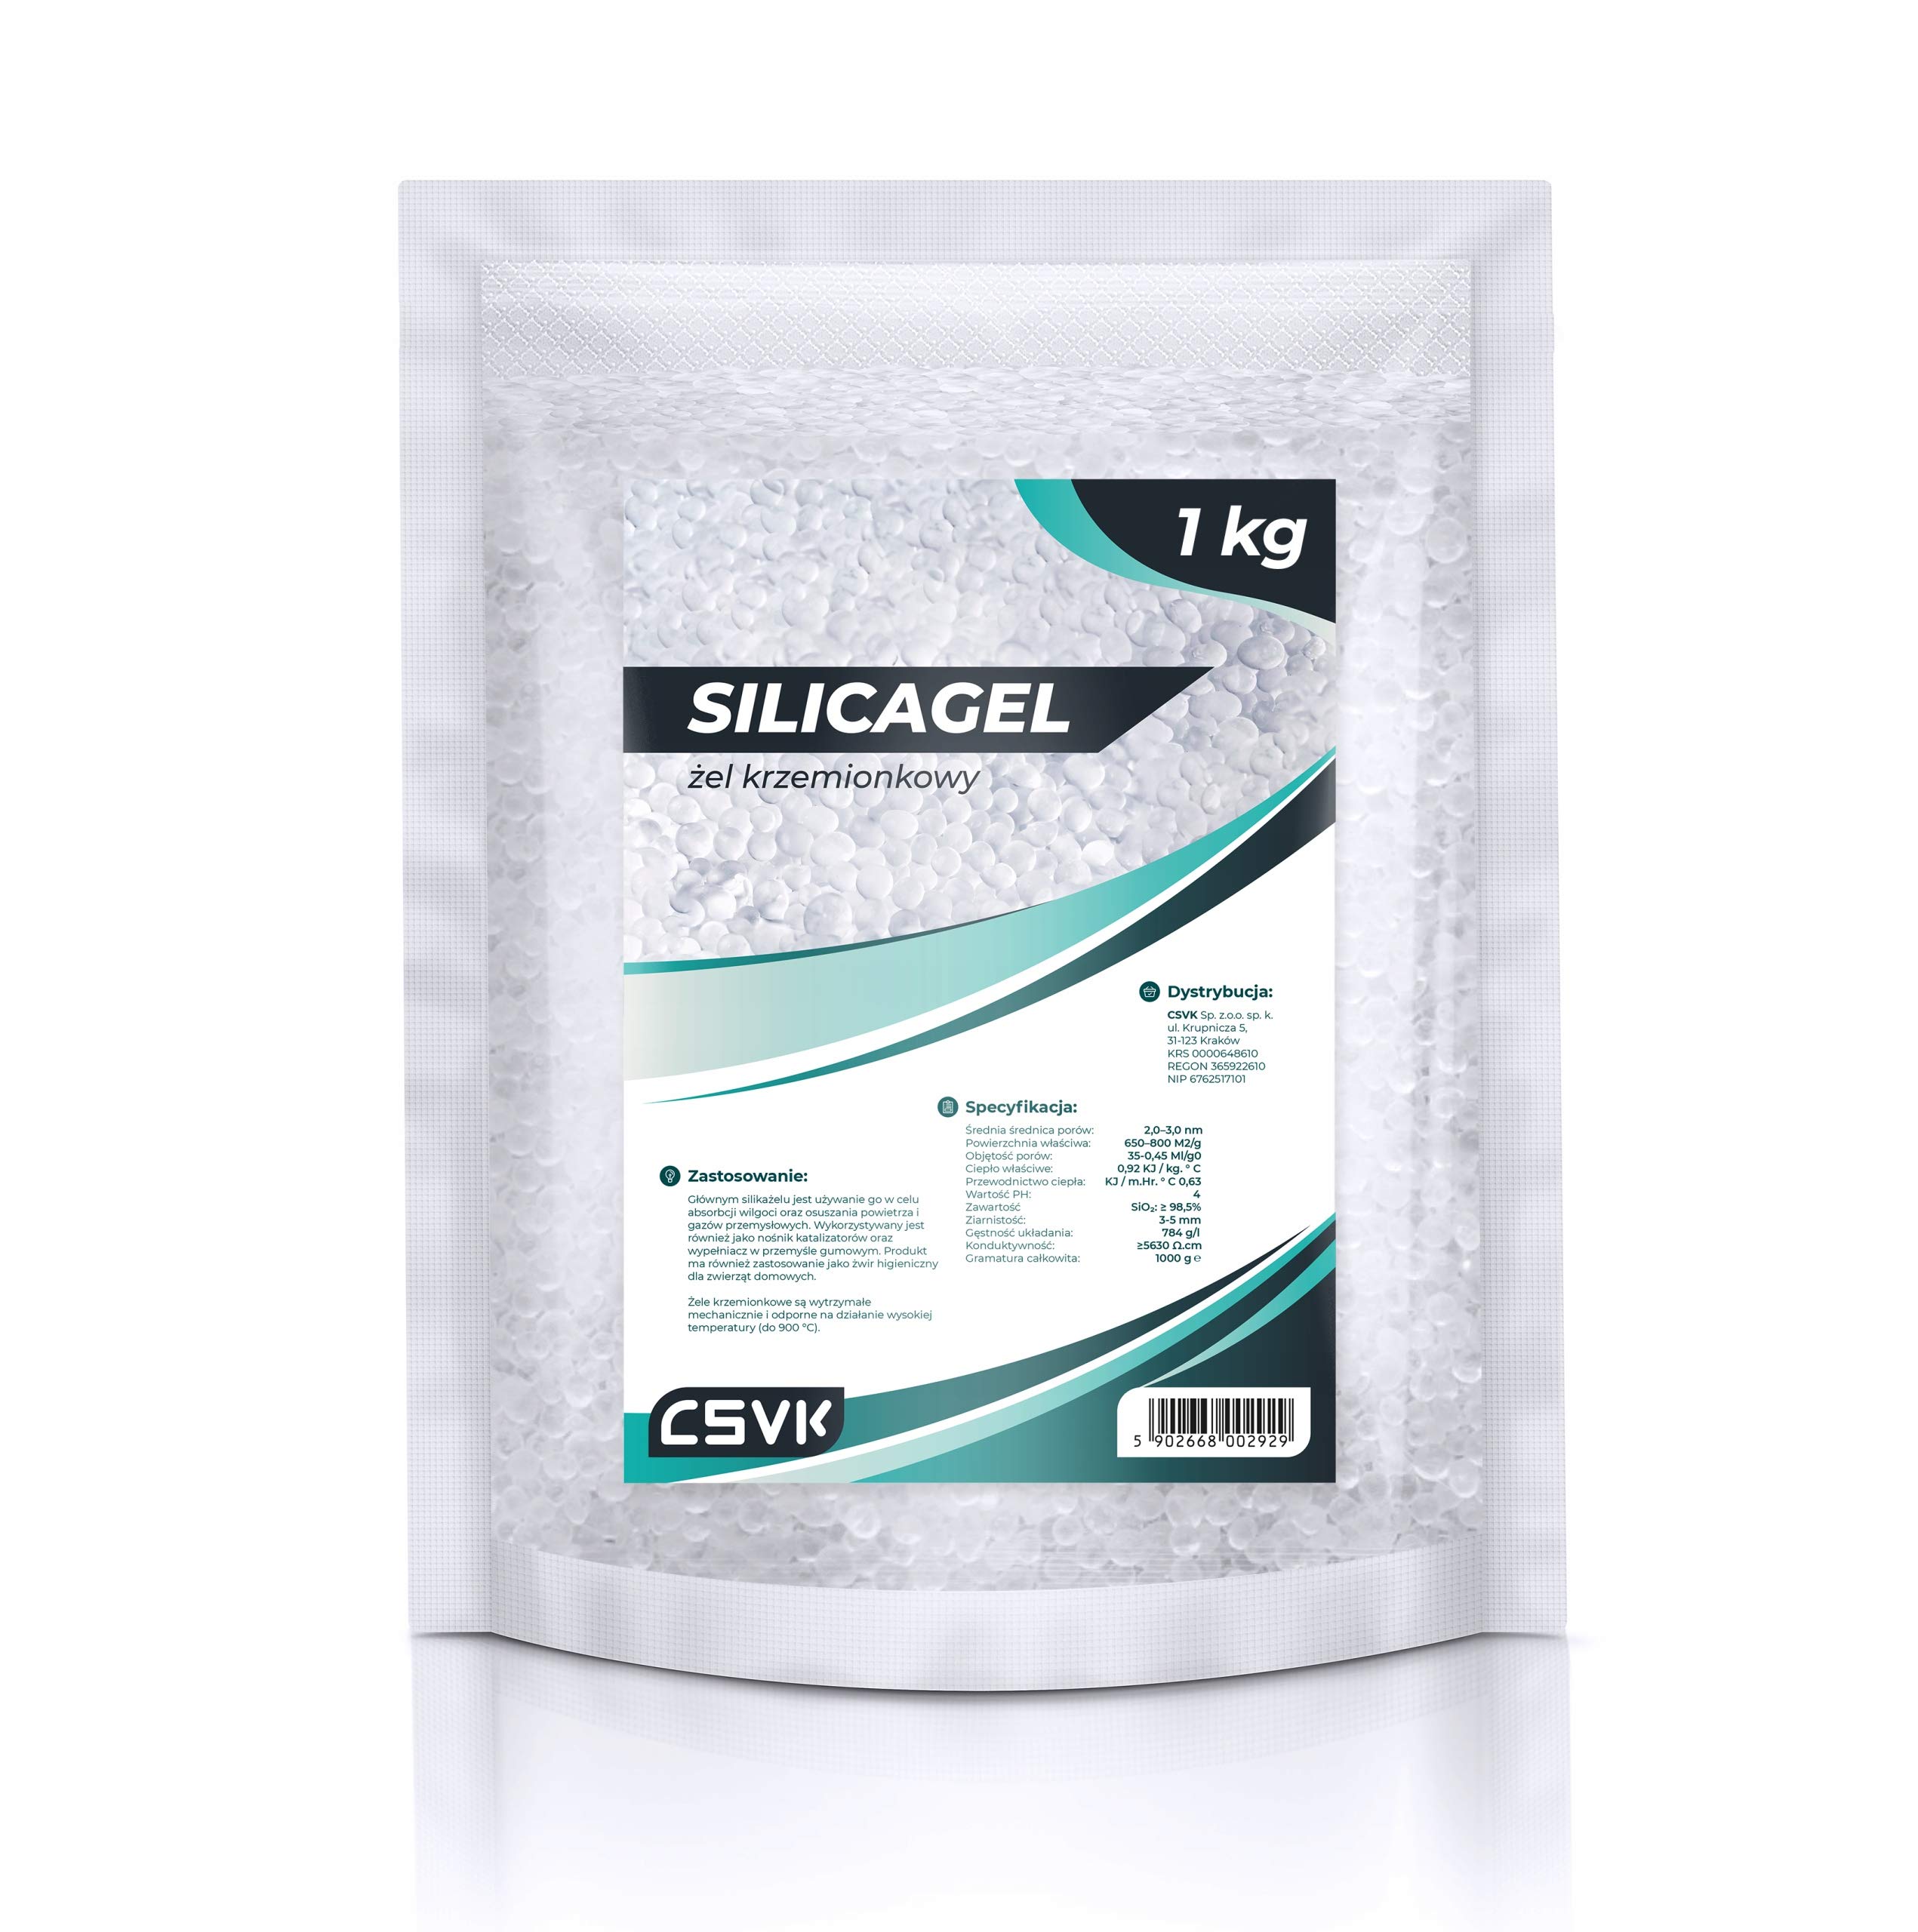 1 kg
SILICAGEL
żel krzemionkowy
Dystrybucja:
CSVK Sp. z.o.o. sp. k.
ul. Krupnicza 5,
31-123 Kraków
KRS 0000648610
REGON 365922610
NIP 6762517101
Specyfikacja:
Średnia średnica porów: 2,0–3,0 nm
Powierzchnia właściwa: 650–800 M2/g
Objętość porów: 35-0,45 Ml/g0
Ciepło właściwe: 0,92 KJ / kg. ° C
Przewodnictwo ciepła: KJ / m.Hr. ° C 0,63
Wartość PH: 4
Zawartość SiO₂: ≥ 98,5%
Ziarnistość: 3-5 mm
Gęstność układania: 784 g/l
Konduktywność: ≥5630 Ω.cm
Gramatura całkowita: 1000 g ℮
Zastosowanie:
Głównym silikażelu jest używanie go w celu
absorbcji wilgoci oraz osuszania powietrza i
gazów przemysłowych. Wykorzystywany jest
również jako nośnik katalizatorów oraz
wypełniacz w przemyśle gumowym. Produkt
ma również zastosowanie jako żwir higieniczny
dla zwierząt domowych.
Żele krzemionkowe są wytrzymałe
mechanicznie i odporne na działanie wysokiej
temperatury (do 900 °C).
CSVK
5 902668 002929